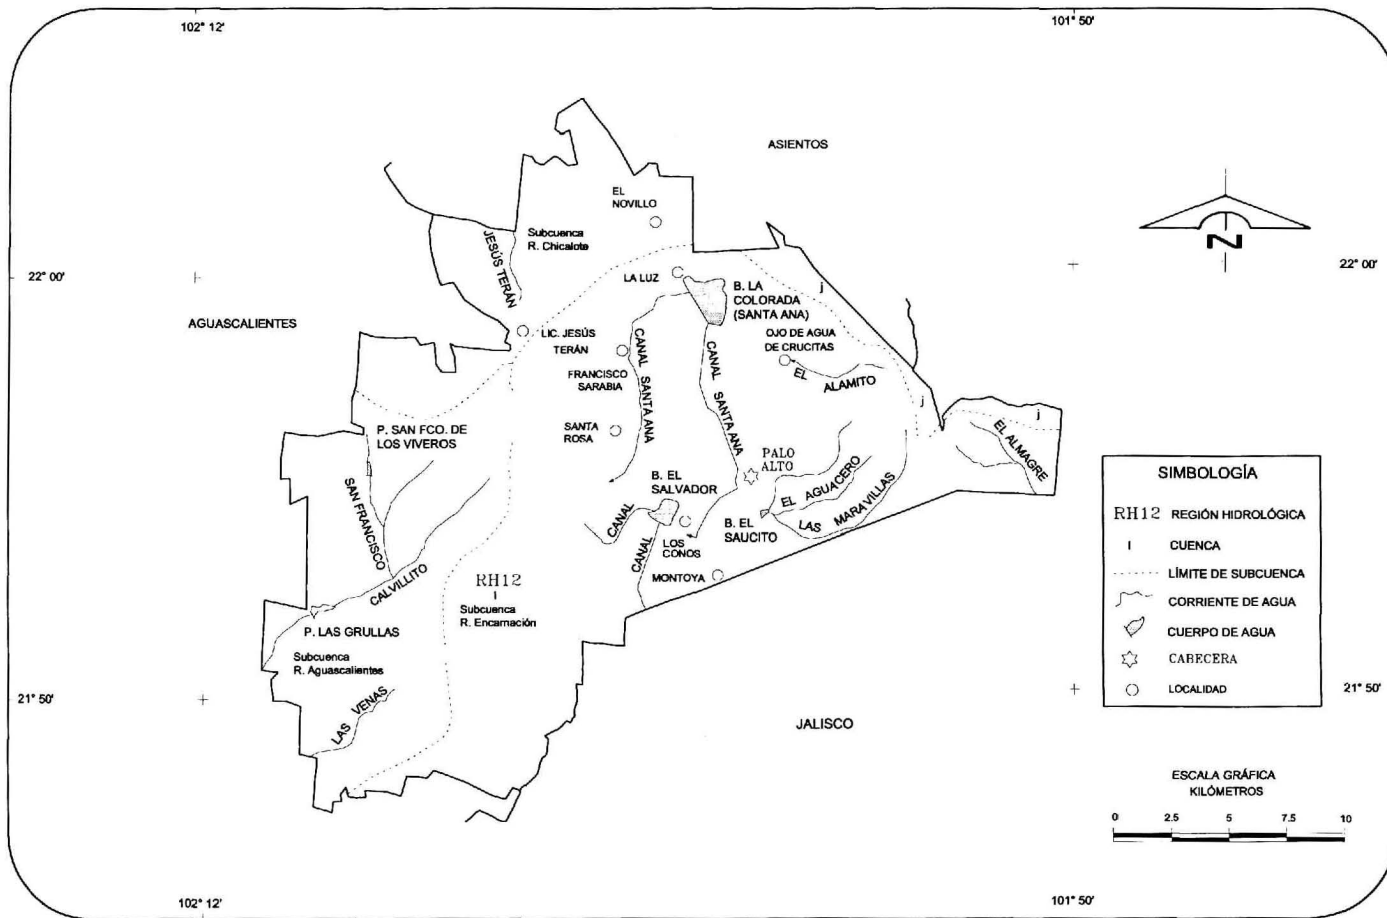 102° 12'
101° 50'
ASIENTOS
EL
NOVILLO
Subcuenca
R. Chicalote
JESÚS TERÁN
N
22° 00'
22° 00'
LA LUZ
B. LA
COLORADA
(SANTA ANA)
j
AGUASCALIENTES
LIC. JESÚS
TERÁN
OJO DE AGUA
DE CRUCITAS
CANAL SANTA ANA
CANAL SANTA ANA
FRANCISCO
SARABIA
EL ALAMITO
j
j
P. SAN FCO. DE
LOS VIVEROS
SANTA
ROSA
EL ALMAGRE
PALO
ALTO
B. EL
SALVADOR
SAN FRANCISCO
EL AGUACERO
LAS MARAVILLAS
CANAL
CANAL
B. EL
SAUCITO
LOS
CONOS
MONTOYA
CALVILLITO
RH12
I
Subcuenca
R. Encarnación
P. LAS GRULLAS
Subcuenca
R. Aguascalientes
LAS VENAS
21° 50'
21° 50'
JALISCO
SIMBOLOGÍA
RH12 REGIÓN HIDROLÓGICA
I CUENCA
LÍMITE DE SUBCUENCA
CORRIENTE DE AGUA
CUERPO DE AGUA
CABECERA
LOCALIDAD
ESCALA GRÁFICA
KILÓMETROS
0 2.5 5 7.5 10
102° 12'
101° 50'